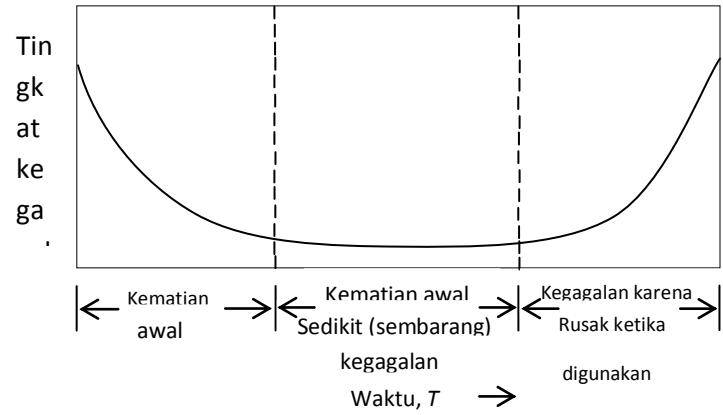 Tin
gk
at
ke
ga
Kematian
awal
Kematian awal
Sedikit (sembarang)
kegagalan
Kegagalan karena
Rusak ketika
digunakan
Waktu, T